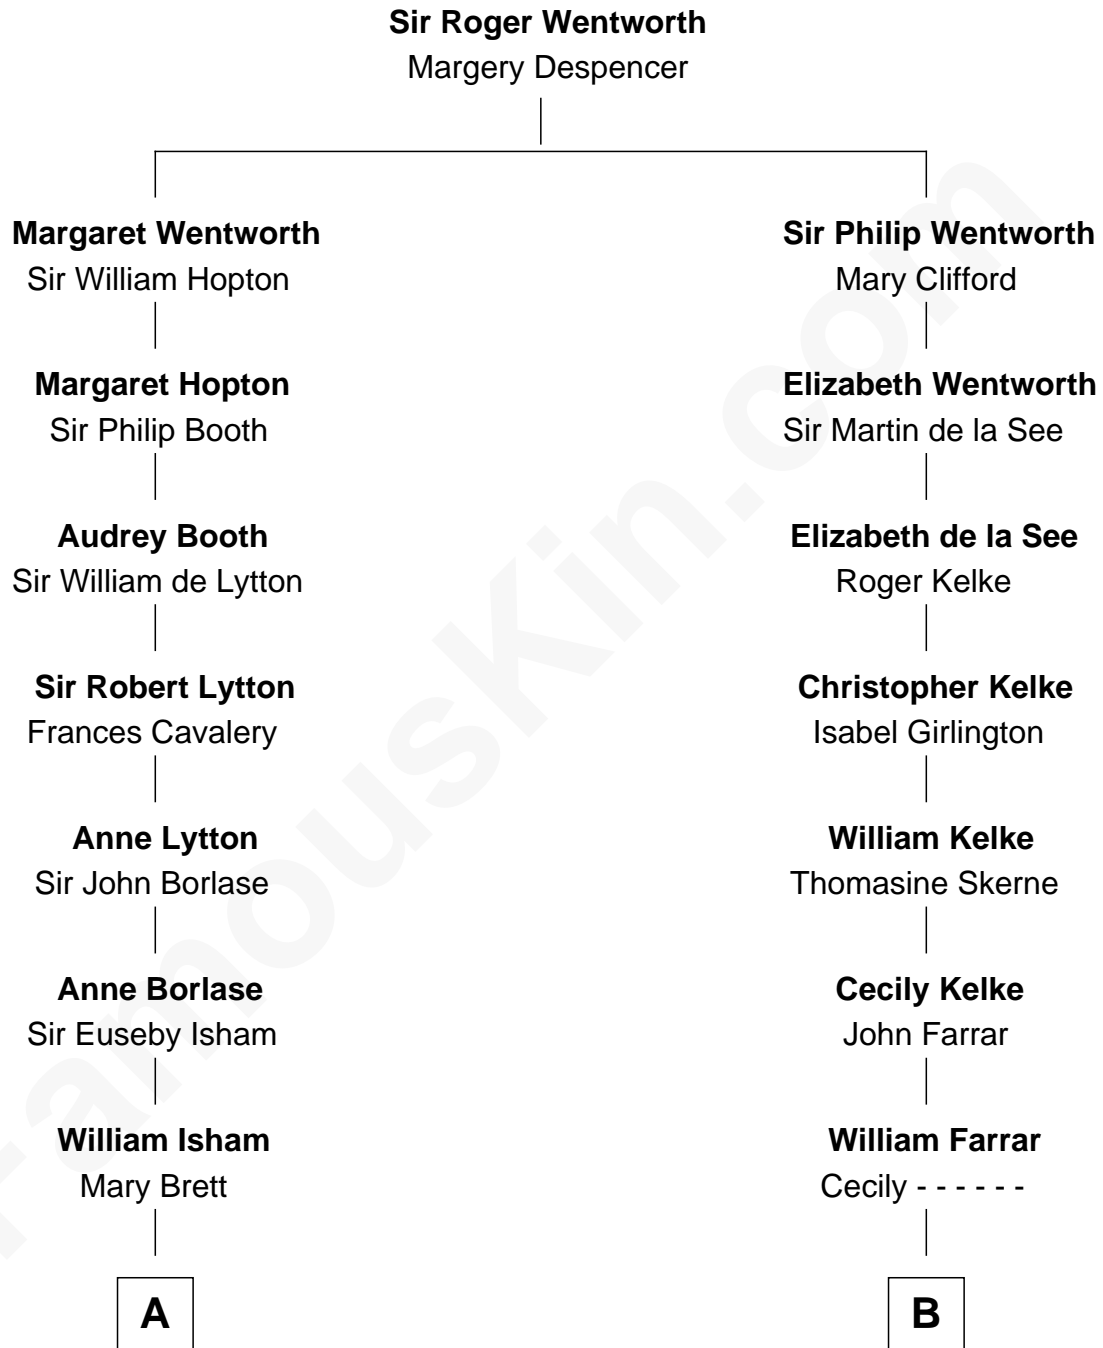 Sir Roger Wentworth
Margery Despencer
Margaret Wentworth
Sir William Hopton
Sir Philip Wentworth
Mary Clifford
Margaret Hopton
Sir Philip Booth
Elizabeth Wentworth
Sir Martin de la See
Audrey Booth
Sir William de Lytton
Elizabeth de la See
Roger Kelke
Sir Robert Lytton
Frances Cavalery
Christopher Kelke
Isabel Girlington
Anne Lytton
Sir John Borlase
William Kelke
Thomasine Skerne
Anne Borlase
Sir Euseby Isham
Cecily Kelke
John Farrar
William Isham
Mary Brett
William Farrar
Cecily - - - - - -
A
B
FamousKin.com